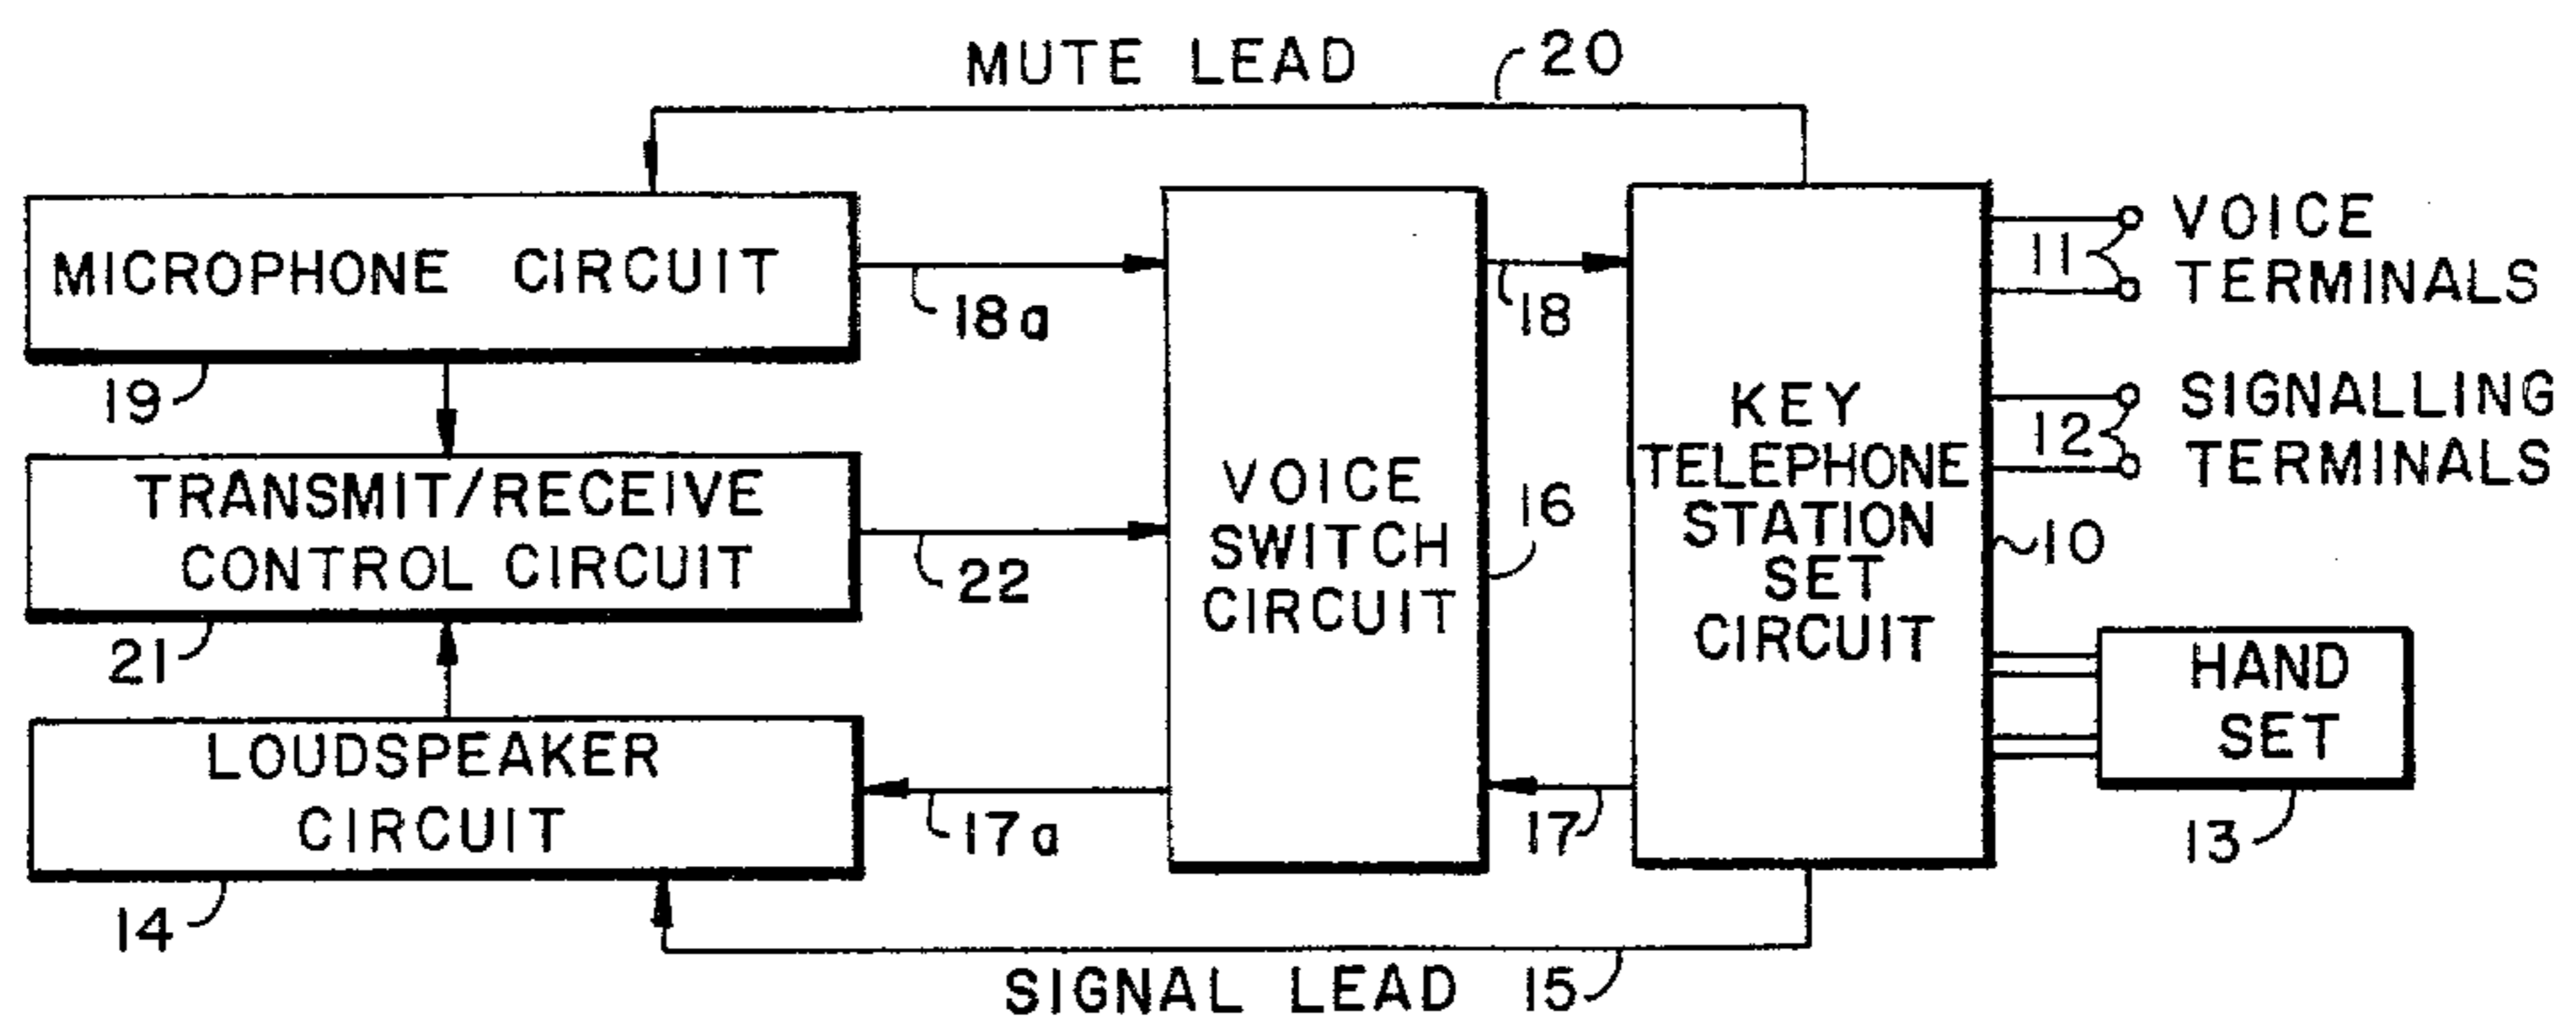 MUTE LEAD
20
MICROPHONE CIRCUIT
19
18a
18
VOICE
TERMINALS
11
SIGNALLING
TERMINALS
12
TRANSMIT/RECEIVE
CONTROL CIRCUIT
21
22
VOICE
SWITCH
CIRCUIT
16
KEY
TELEPHONE
STATION
SET
CIRCUIT
10
HAND
SET
13
LOUDSPEAKER
CIRCUIT
14
17a
17
SIGNAL LEAD
15